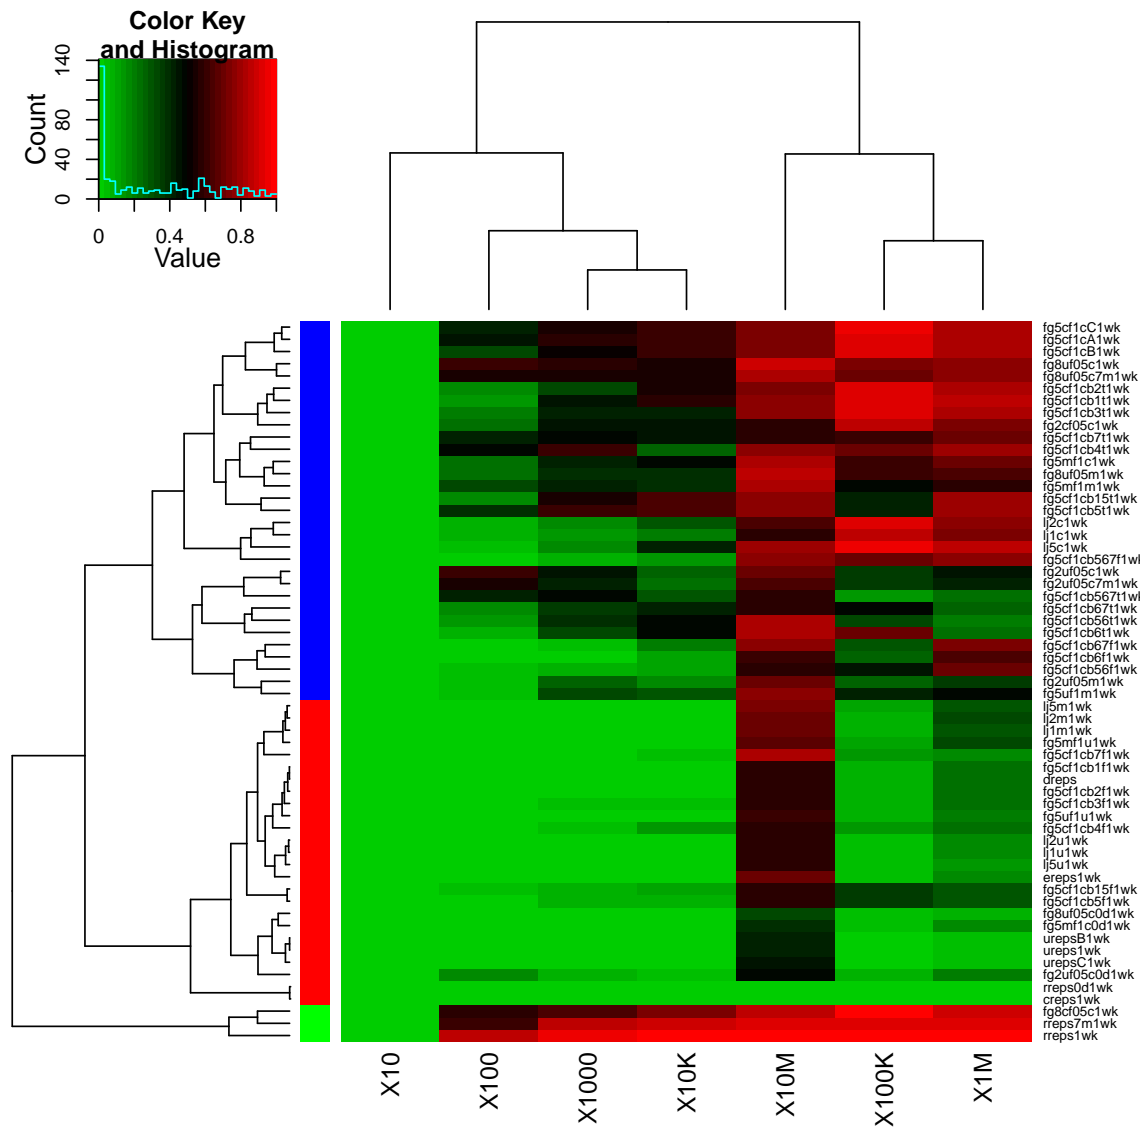 Color Key
and Histogram
Count
0 40 80 140
0 0.4 0.8
Value
fg5cf1cC1wk
fg5cf1cA1wk
fg5cf1cB1wk
fg8uf05c1wk
fg8uf05c7m1wk
fg5cf1cb2t1wk
fg5cf1cb1t1wk
fg5cf1cb3t1wk
fg2cf05c1wk
fg5cf1cb7t1wk
fg5cf1cb4t1wk
fg5mf1c1wk
fg8uf05m1wk
fg5mf1m1wk
fg5cf1cb15t1wk
fg5cf1cb5t1wk
lj2c1wk
lj1c1wk
lj5c1wk
fg5cf1cb567f1wl
fg2uf05c1wk
fg2uf05c7m1wk
fg5cf1cb567t1wl
fg5cf1cb67t1wk
fg5cf1cb56t1wk
fg5cf1cb6t1wk
fg5cf1cb67f1wk
fg5cf1cb6f1wk
fg5cf1cb56f1wk
fg2uf05m1wk
fg5uf1m1wk
lj5m1wk
lj2m1wk
lj1m1wk
fg5mf1u1wk
fg5cf1cb7f1wk
fg5cf1cb1f1wk
dreps
fg5cf1cb2f1wk
fg5cf1cb3f1wk
fg5uf1u1wk
fg5cf1cb4f1wk
lj2u1wk
lj1u1wk
lj5u1wk
ereps1wk
fg5cf1cb15f1wk
fg5cf1cb5f1wk
fg8uf05c0d1wk
fg5mf1c0d1wk
urepsB1wk
ureps1wk
urepsC1wk
fg2uf05c0d1wk
rreps0d1wk
creps1wk
fg8cf05c1wk
rreps7m1wk
rreps1wk
X10 X100 X1000 X10K X10M X100K X1M